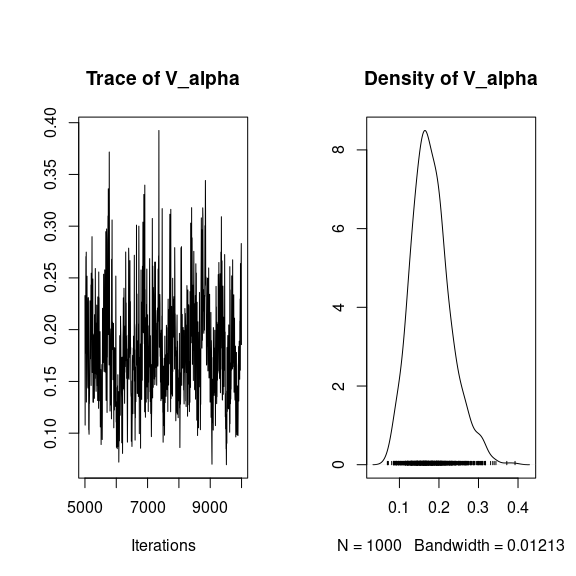 Trace of V_alpha
0.10 0.15 0.20 0.25 0.30 0.35 0.40
5000 7000 9000
Iterations
Density of V_alpha
0 2 4 6 8
0.1 0.2 0.3 0.4
N = 1000 Bandwidth = 0.01213